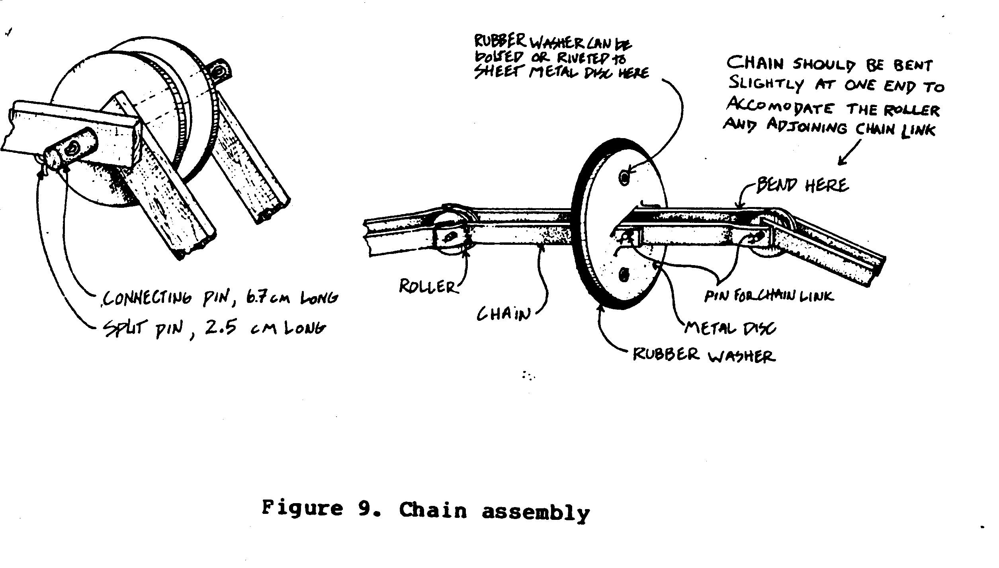 RUBBER WASHER CAN BE
BOLTED OR RIVETED TO
SHEET METAL DISC HERE
CHAIN SHOULD BE BENT
SLIGHTLY AT ONE END TO
ACCOMODATE THE ROLLER
AND ADJOINING CHAIN LINK
BEND HERE
ROLLER
CHAIN
PIN FOR CHAIN LINK
METAL DISC
RUBBER WASHER
CONNECTING PIN, 6.7 cm LONG
SPLIT PIN, 2.5 cm LONG
Figure 9. Chain assembly